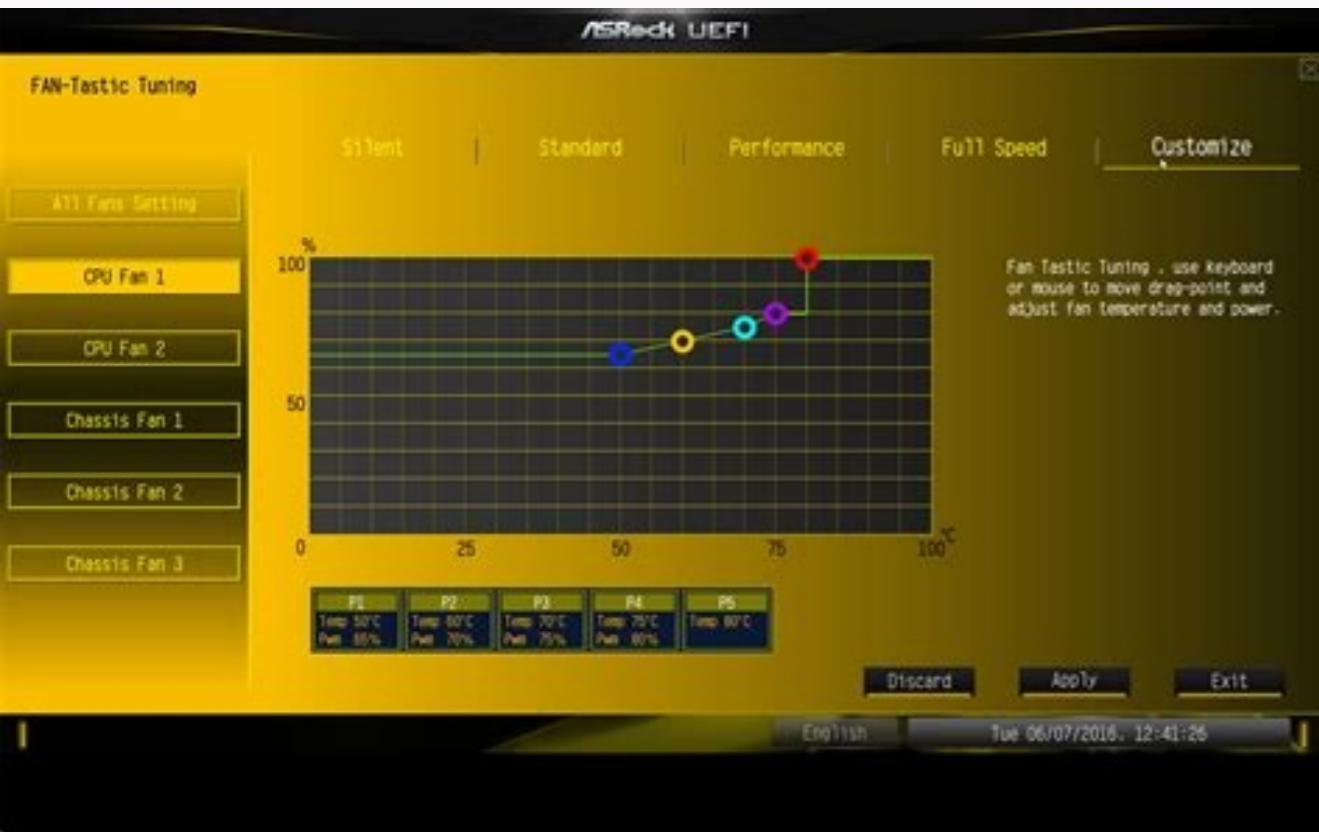 ASRock UEFI
FAN-Tastic Tuning
Silent
Standard
Performance
Full Speed
Customize
All Fans Setting
CPU Fan 1
CPU Fan 2
Chassis Fan 1
Chassis Fan 2
Chassis Fan 3
%
100
50
0
25
50
75
100
°C
Fan Tastic Tuning . use keyboard
or mouse to move drag-point and
adjust fan temperature and power.
P1
Temp 50°C
Pwm 65%
P2
Temp 60°C
Pwm 70%
P3
Temp 70°C
Pwm 75%
P4
Temp 75°C
Pwm 80%
P5
Temp 80°C
Discard
Apply
Exit
English
Tue 06/07/2016. 12:41:26